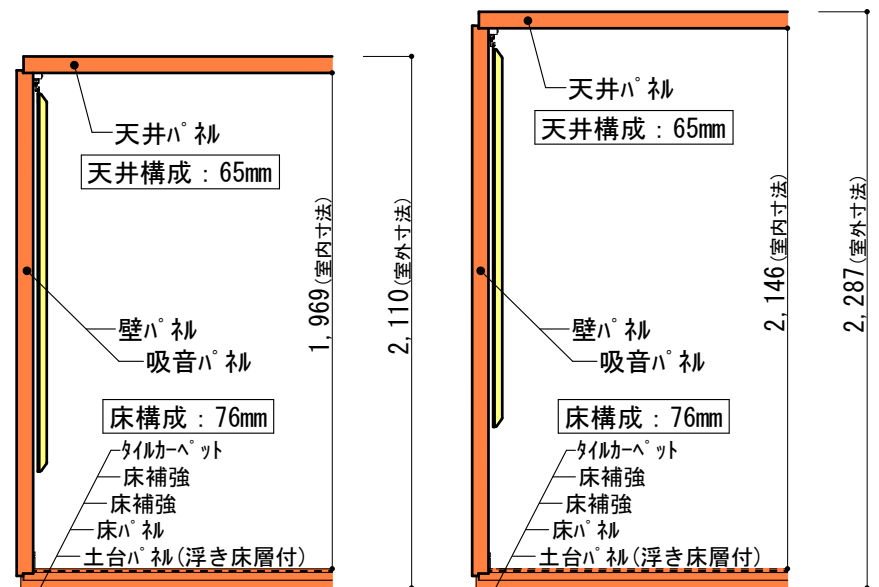 天井パネル
天井構成：65mm
1,969(室内寸法)
2,110(室外寸法)
壁パネル
吸音パネル
床構成：76mm
タイルカーペット
床補強
床補強
床パネル
土台パネル(浮き床層付)
天井パネル
天井構成：65mm
2,146(室内寸法)
2,287(室外寸法)
壁パネル
吸音パネル
床構成：76mm
タイルカーペット
床補強
床補強
床パネル
土台パネル(浮き床層付)